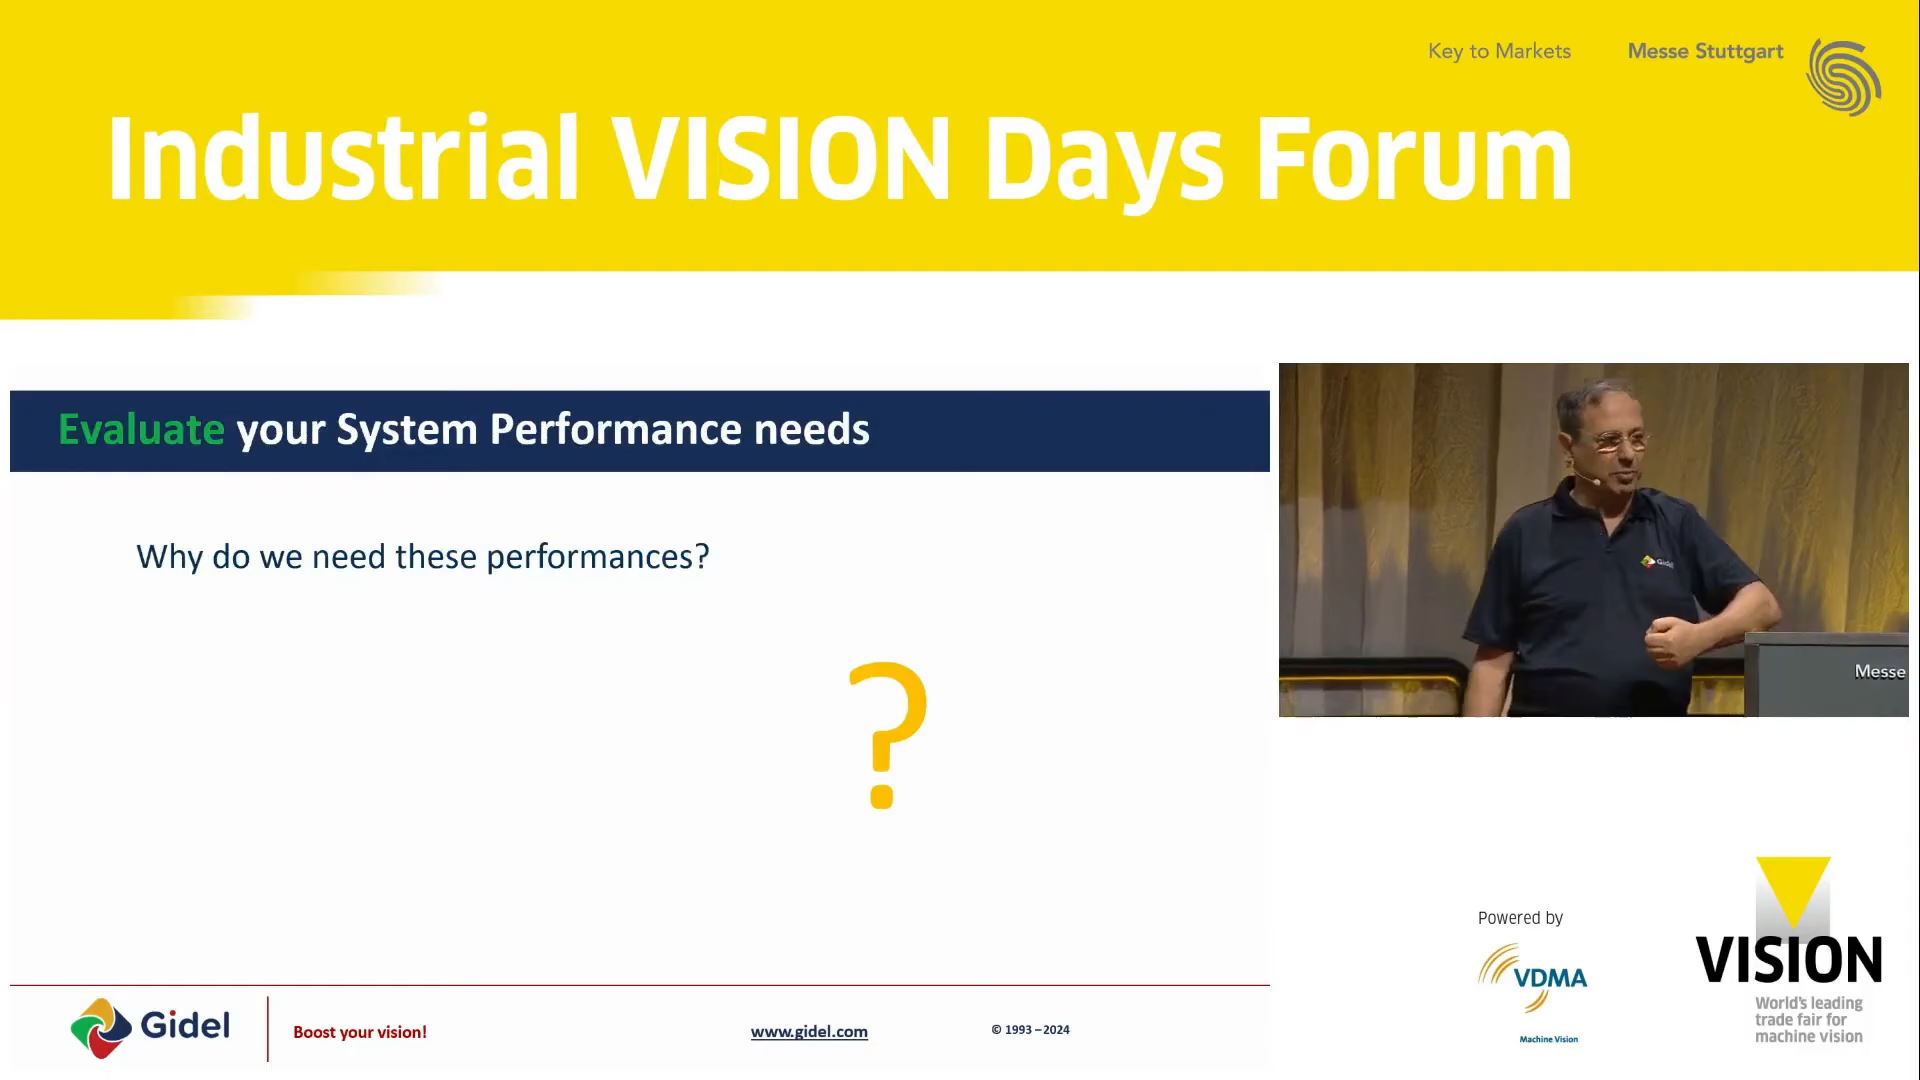 Key to Markets
Messe Stuttgart
Industrial VISION Days Forum
Evaluate your System Performance needs
Why do we need these performances?
?
Gidel
Messe
Powered by
VDMA
Machine Vision
VISION
World's leading
trade fair for
machine vision
Gidel
Boost your vision!
www.gidel.com
© 1993 – 2024